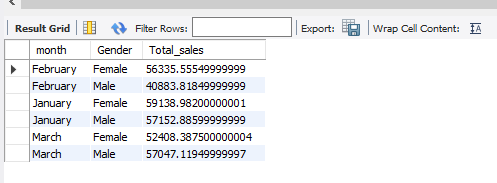 Result Grid Filter Rows: Export: Wrap Cell Content:
month Gender Total_sales
February Female 56335.55549999999
February Male 40883.81849999999
January Female 59138.98200000001
January Male 57152.88599999999
March Female 52408.387500000004
March Male 57047.11949999997